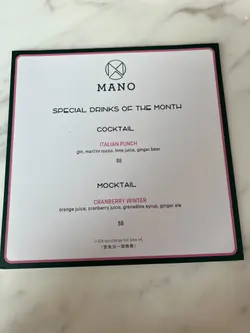 MANO
SPECIAL DRINKS OF THE MONTH
COCKTAIL
ITALIAN PUNCH
gin, martini rosso, lime juice, ginger beer
MOCKTAIL
CRANBERRY WINTER
orange juice, cranberry juice, grenadine syrup, ginger ale